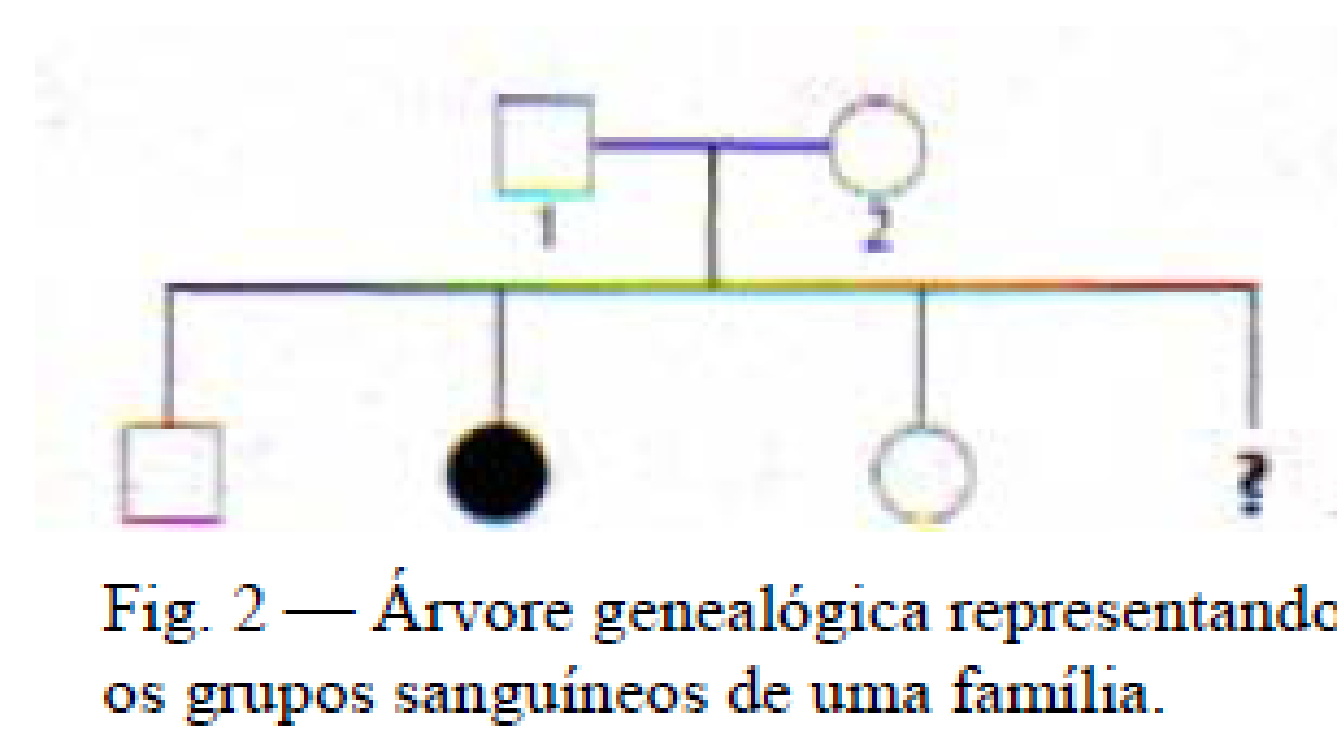 1 2
?
Fig. 2 — Árvore genealógica representando
os grupos sanguíneos de uma família.